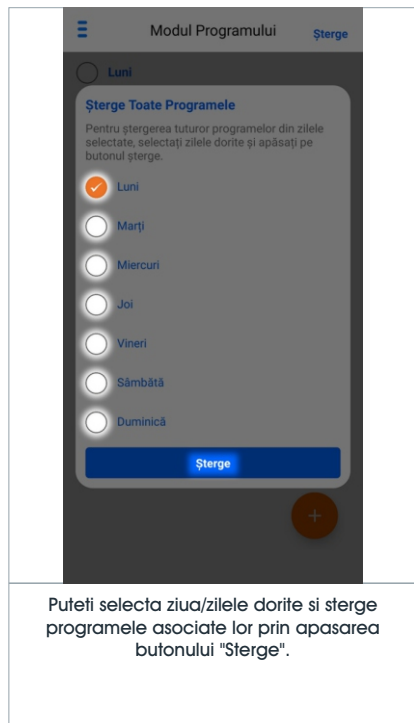 Modul Programului
Șterge
Luni
Șterge Toate Programele
Pentru ștergerea tuturor programelor din zilele
selectate, selectați zilele dorite și apăsați pe
butonul șterge.
Luni
Marți
Miercuri
Joi
Vineri
Sâmbătă
Duminică
Șterge
+
Puteti selecta ziua/zilele dorite si sterge
programele asociate lor prin apasarea
butonului "Sterge".